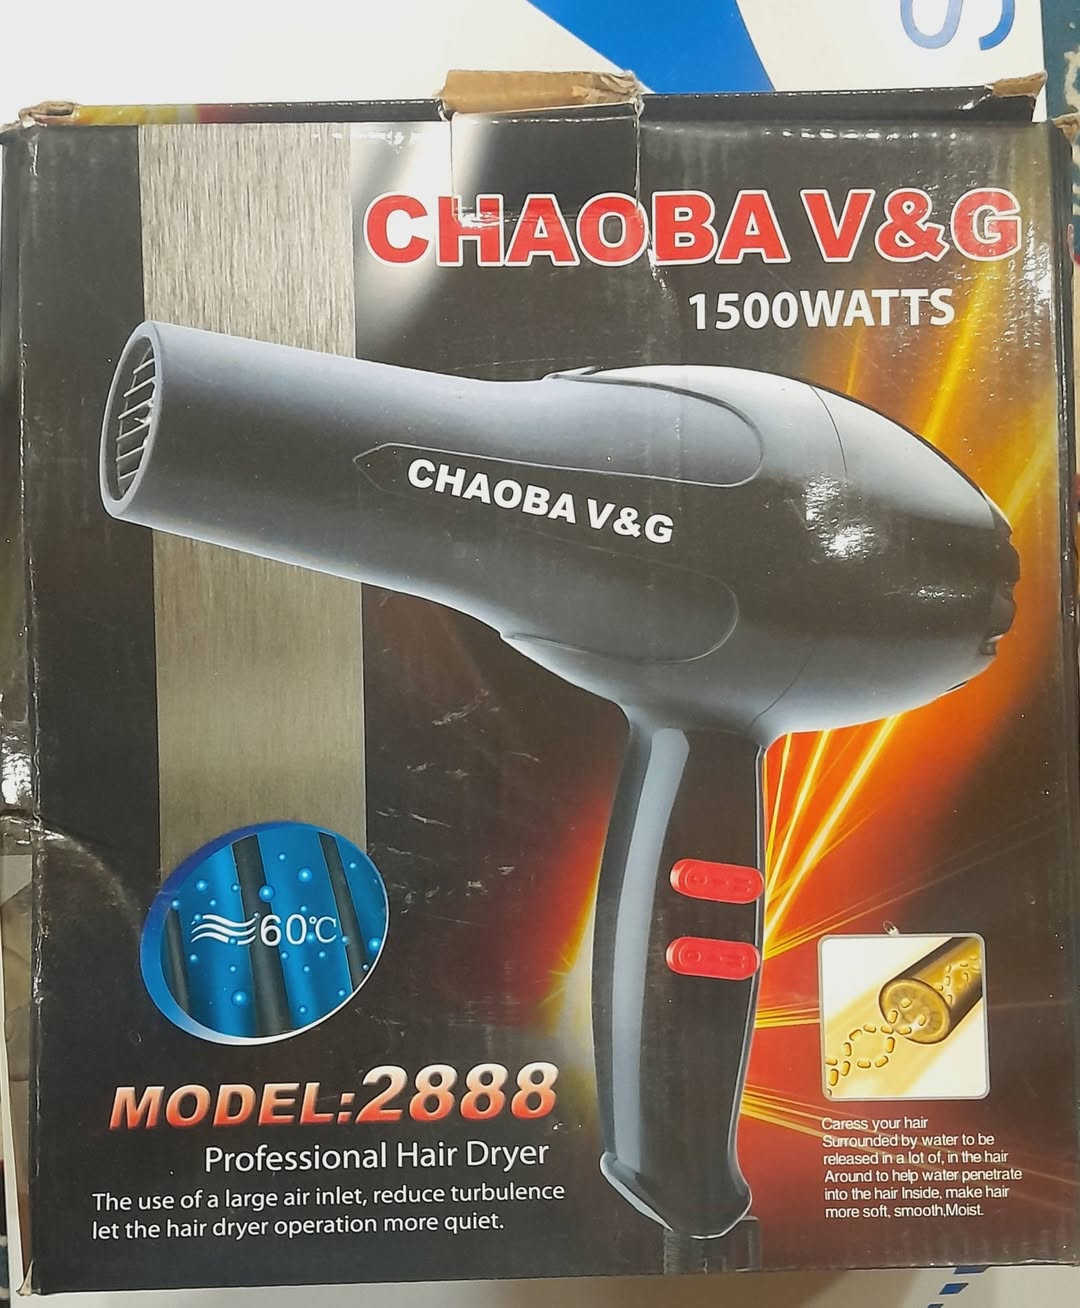 S
CHAOBA V&G
1500WATTS
CHAOBA V&G
60℃
MODEL:2888
Professional Hair Dryer
The use of a large air inlet, reduce turbulence
let the hair dryer operation more quiet.
Caress your hair
Surrounded by water to be
released in a lot of, in the hair
Around to help water penetrate
into the hair Inside, make hair
more soft, smooth,Moist.